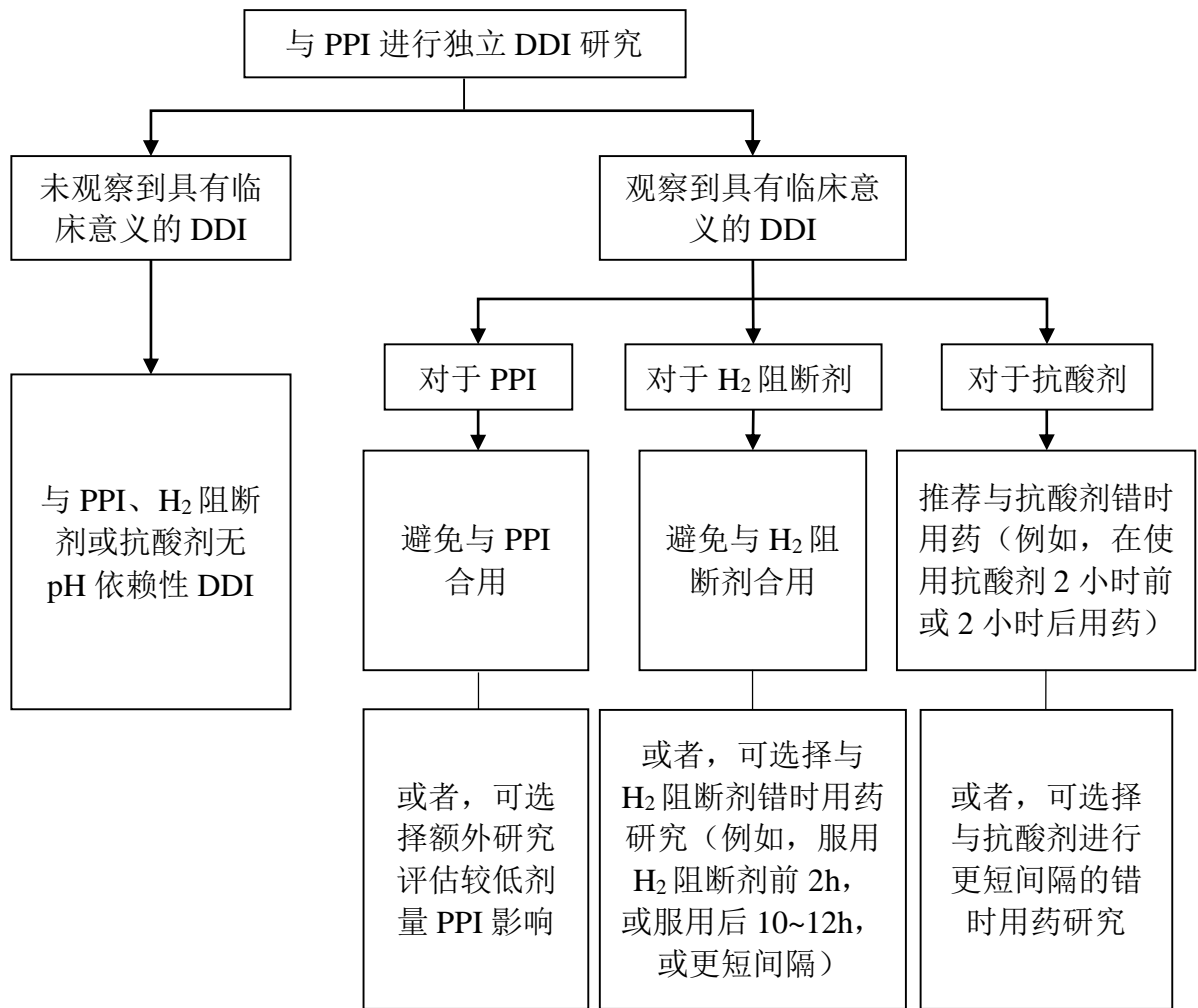 与 PPI 进行独立 DDI 研究
未观察到具有临
床意义的 DDI
观察到具有临床意
义的 DDI
与 PPI、H₂ 阻断
剂或抗酸剂无
pH 依赖性 DDI
对于 PPI
对于 H₂ 阻断剂
对于抗酸剂
避免与 PPI
合用
避免与 H₂ 阻
断剂合用
推荐与抗酸剂错时
用药（例如，在使
用抗酸剂 2 小时前
或 2 小时后用药）
或者，可选
择额外研究
评估较低剂
量 PPI 影响
或者，可选择与
H₂ 阻断剂错时用药
研究（例如，服用
H₂ 阻断剂前 2h，
或服用后 10~12h，
或更短间隔）
或者，可选择
与抗酸剂进行
更短间隔的错
时用药研究